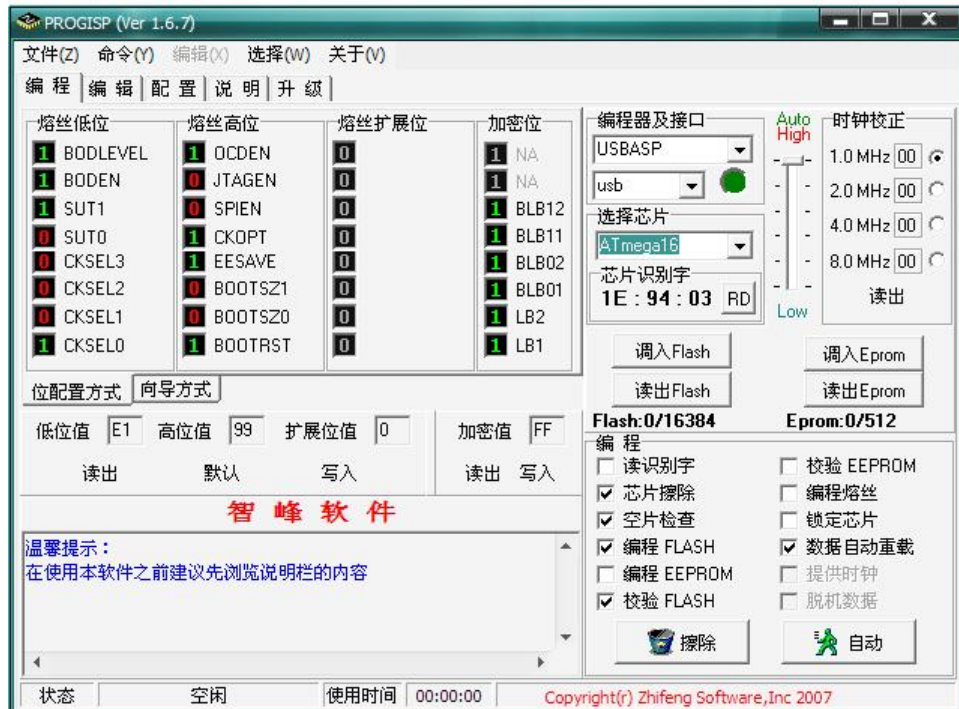 PROGISP (Ver 1.6.7)
文件(Z) 命令(Y) 编辑(X) 选择(W) 关于(V)
编 程 编 辑 配 置 说 明 升 级
熔丝低位 熔丝高位 熔丝扩展位 加密位
1 BODLEVEL 1 OCDEN 0 1 NA
1 BODEN 0 JTAGEN 0 1 NA
1 SUT1 0 SPIEN 0 1 BLB12
0 SUT0 1 CKOPT 0 1 BLB11
0 CKSEL3 1 EESAVE 0 1 BLB02
0 CKSEL2 0 BOOTSZ1 0 1 BLB01
0 CKSEL1 0 BOOTSZ0 0 1 LB2
1 CKSEL0 1 BOOTRST 0 1 LB1
位配置方式 向导方式
低位值 E1 高位值 99 扩展位值 0 加密值 FF
读出 默认 写入 读出 写入
智 峰 软 件
温馨提示：
在使用本软件之前建议先浏览说明栏的内容
编程器及接口
USBASP
usb
选择芯片
ATmega16
芯片识别字
1E : 94 : 03 RD
Auto
High
Low
时钟校正
1.0 MHz 00
2.0 MHz 00
4.0 MHz 00
8.0 MHz 00
读出
调入Flash 调入Eprom
读出Flash 读出Eprom
Flash:0/16384 Eprom:0/512
编 程
读识别字 校验 EEPROM
芯片擦除 编程熔丝
空片检查 锁定芯片
编程 FLASH 数据自动重载
编程 EEPROM 提供时钟
校验 FLASH 脱机数据
擦除 自动
状态 空闲 使用时间 00:00:00 Copyright(r) Zhifeng Software,Inc 2007